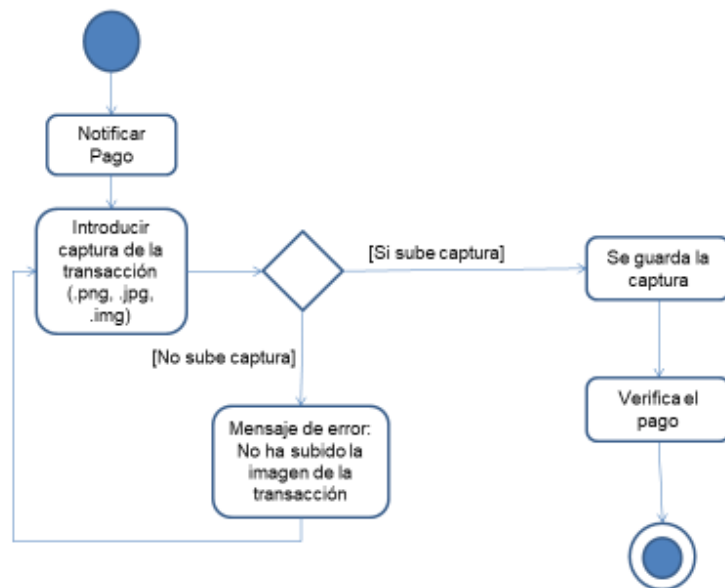 Notificar
Pago
Introducir
captura de la
transacción
(.png, .jpg,
.img)
[Si sube captura]
Se guarda la
captura
[No sube captura]
Mensaje de error:
No ha subido la
imagen de la
transacción
Verifica el
pago